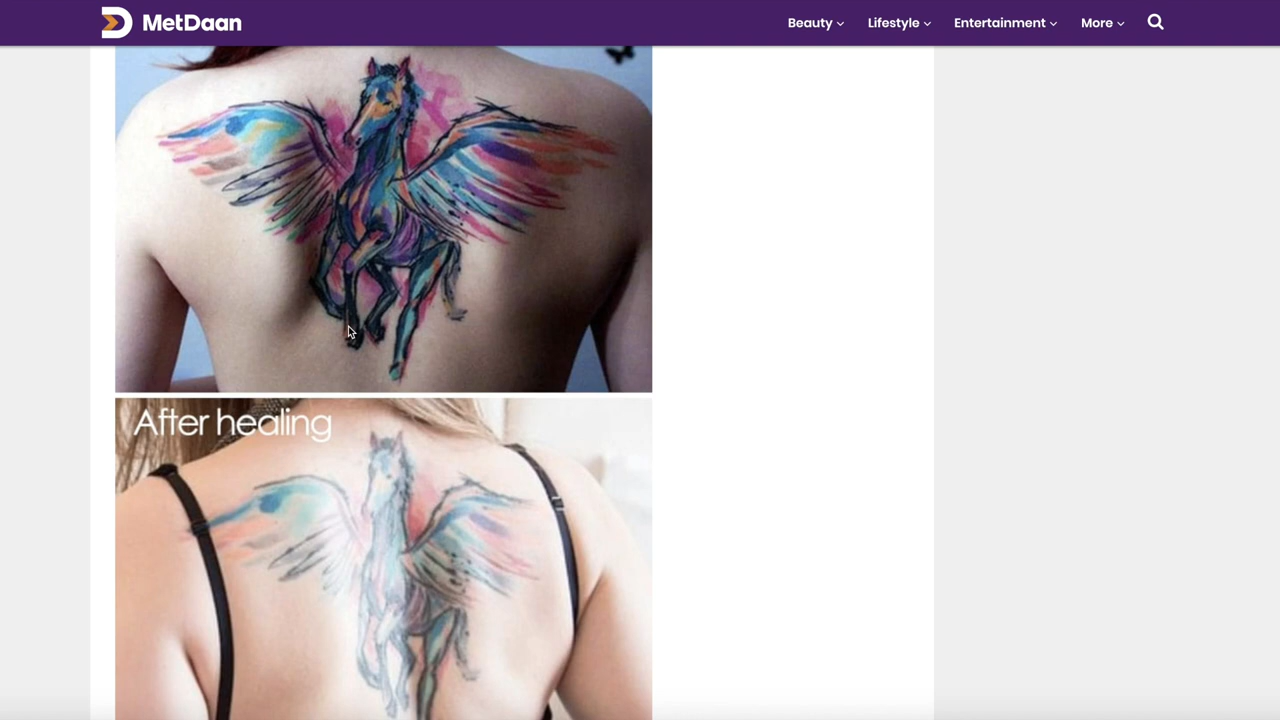 MetDaan
Beauty
Lifestyle
Entertainment
More
After healing